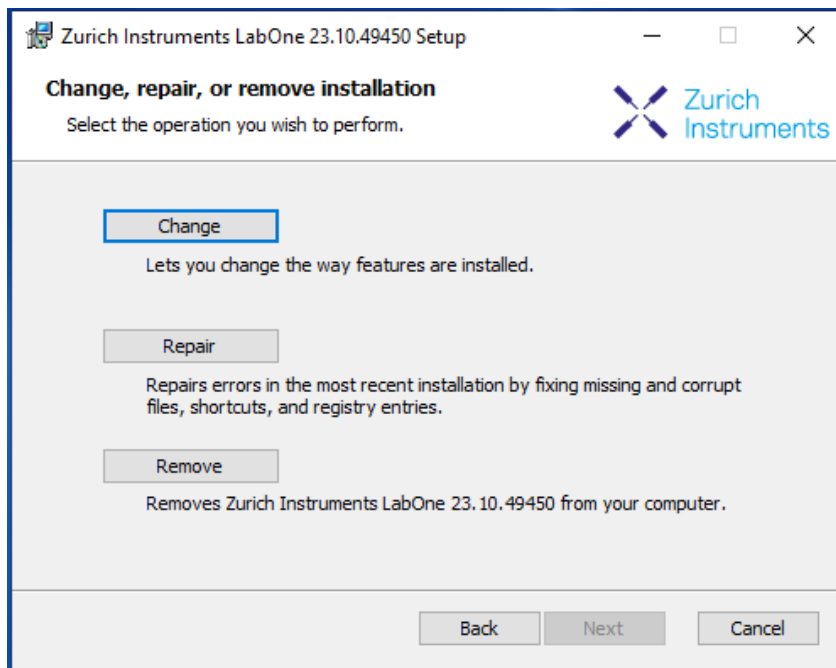 Zurich Instruments LabOne 23.10.49450 Setup
Change, repair, or remove installation
Select the operation you wish to perform.
Zurich
Instruments
Change
Lets you change the way features are installed.
Repair
Repairs errors in the most recent installation by fixing missing and corrupt
files, shortcuts, and registry entries.
Remove
Removes Zurich Instruments LabOne 23.10.49450 from your computer.
Back
Next
Cancel